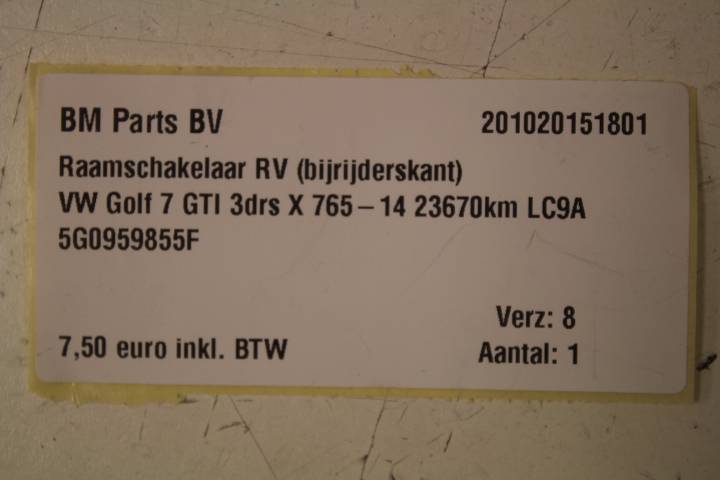 BM Parts BV 201020151801
Raamschakelaar RV (bijrijderskant)
VW Golf 7 GTI 3drs X 765-14 23670km LC9A
5G0959855F
Verz: 8
7,50 euro inkl. BTW Aantal: 1